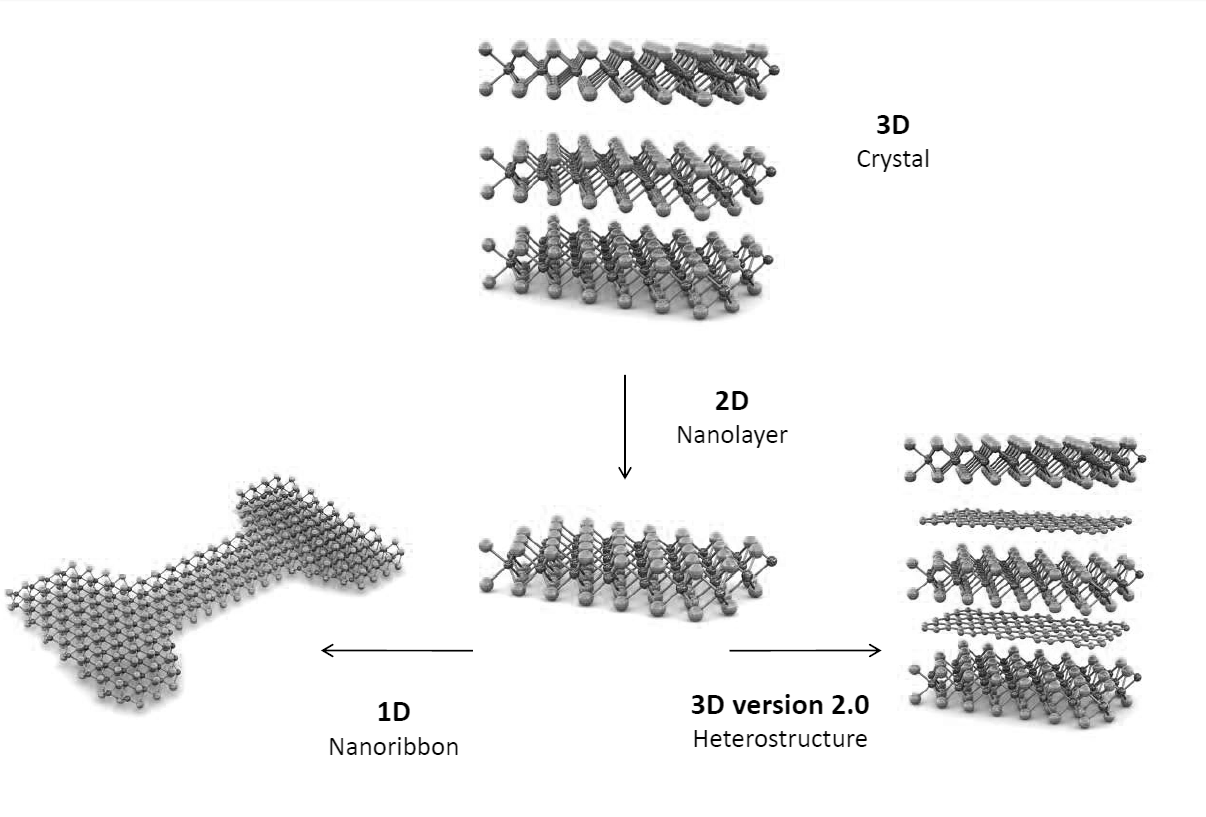 3D
Crystal
2D
Nanolayer
1D
Nanoribbon
3D version 2.0
Heterostructure